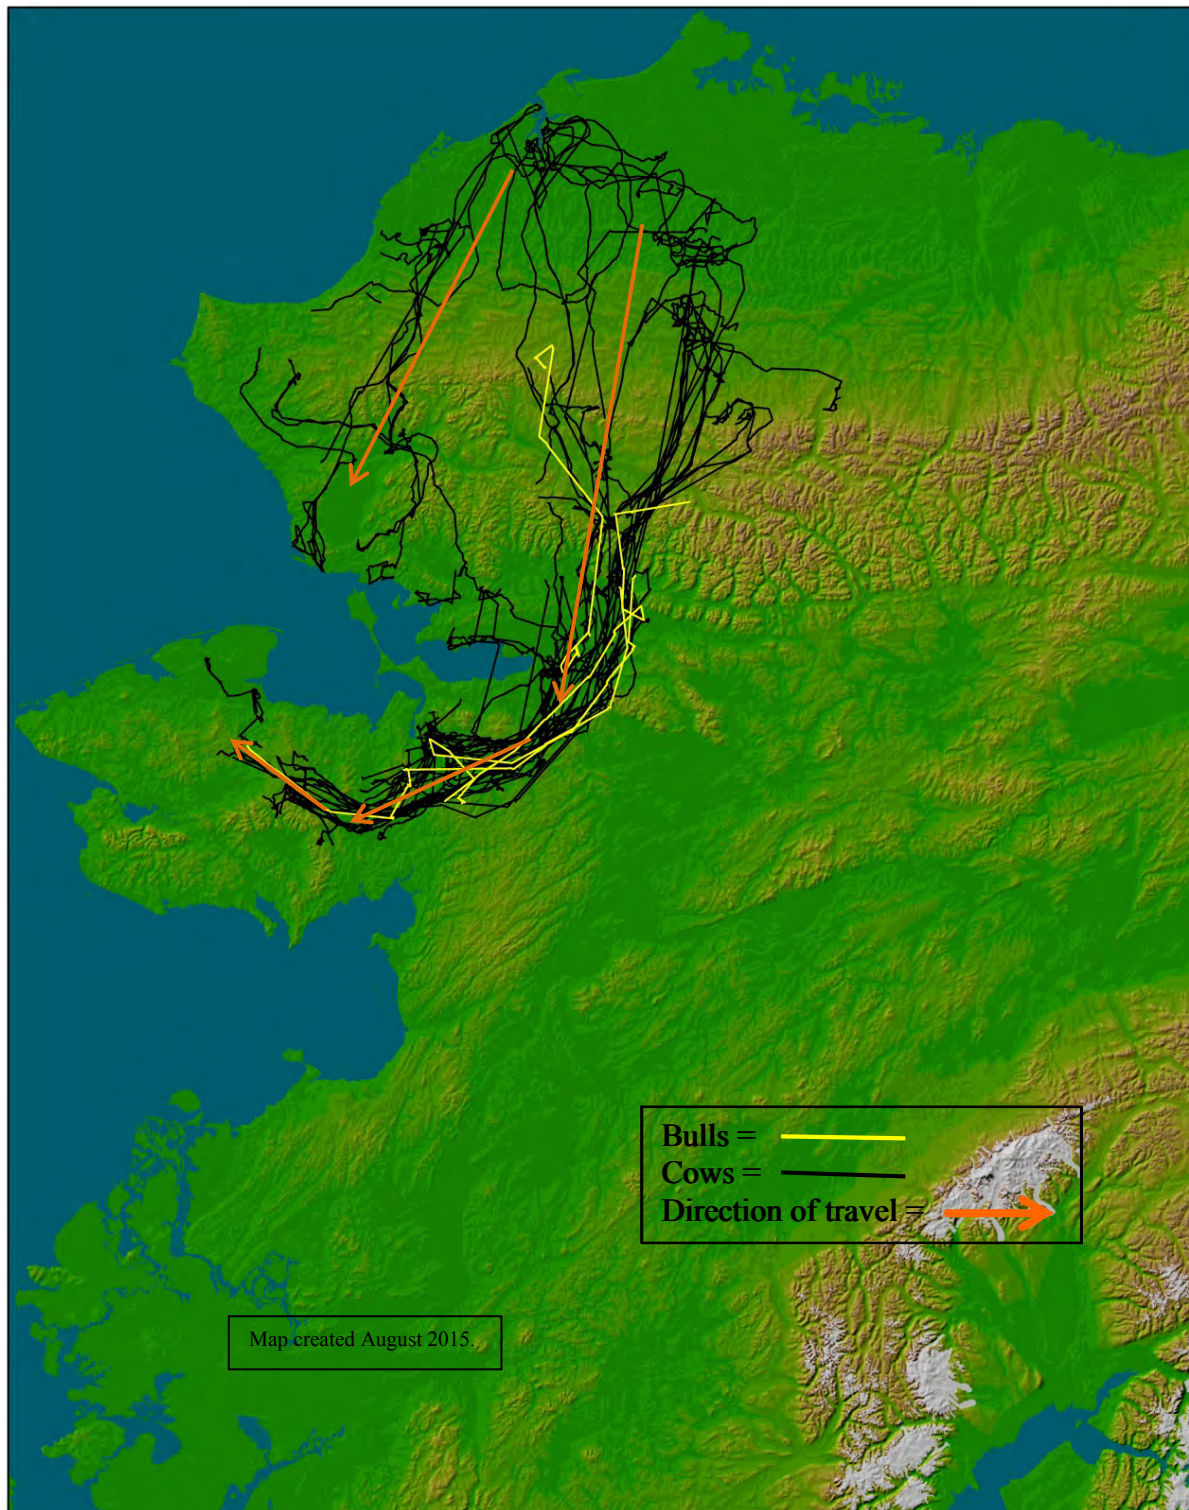 Bulls =
Cows =
Direction of travel =
Map created August 2015.